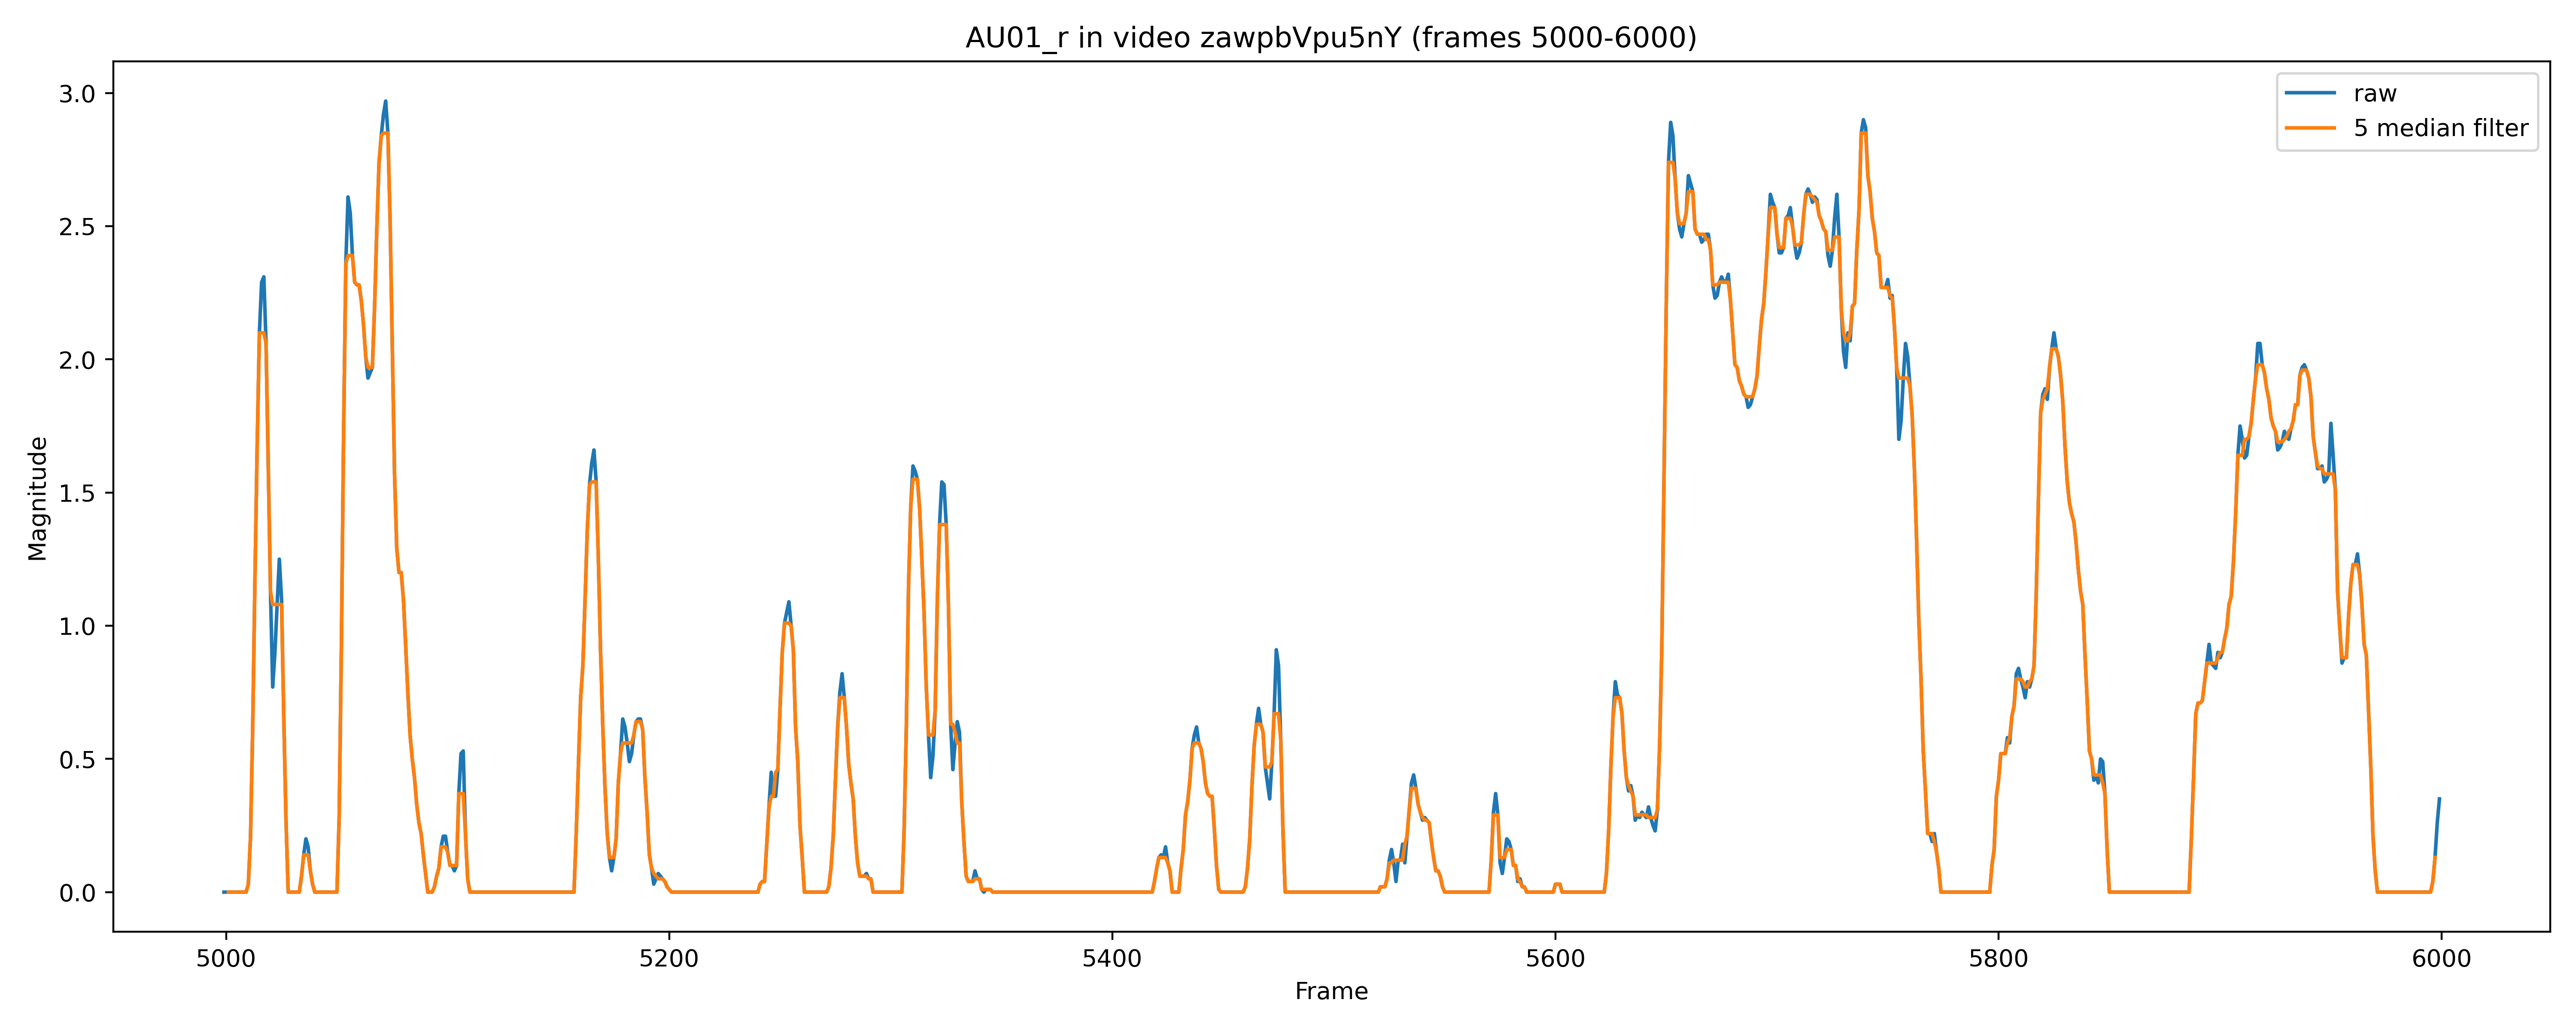 AU01_r in video zawpbVpu5nY (frames 5000-6000)
raw
5 median filter
3.0
2.5
2.0
1.5
1.0
0.5
0.0
Magnitude
5000
5200
5400
5600
5800
6000
Frame